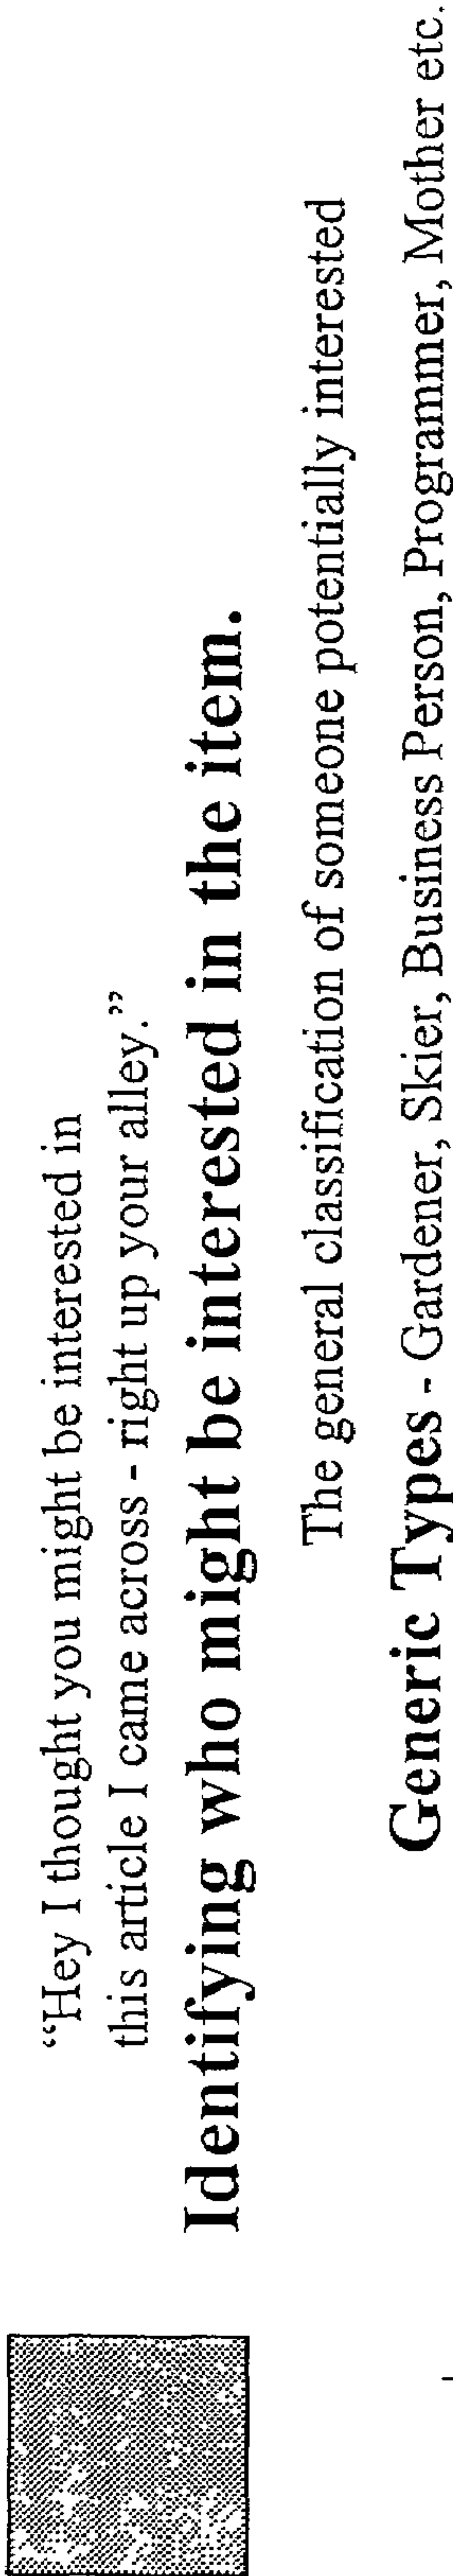 “Hey I thought you might be interested in
this article I came across - right up your alley.”
Identifying who might be interested in the item.
The general classification of someone potentially interested
Generic Types - Gardener, Skier, Business Person, Programmer, Mother etc.